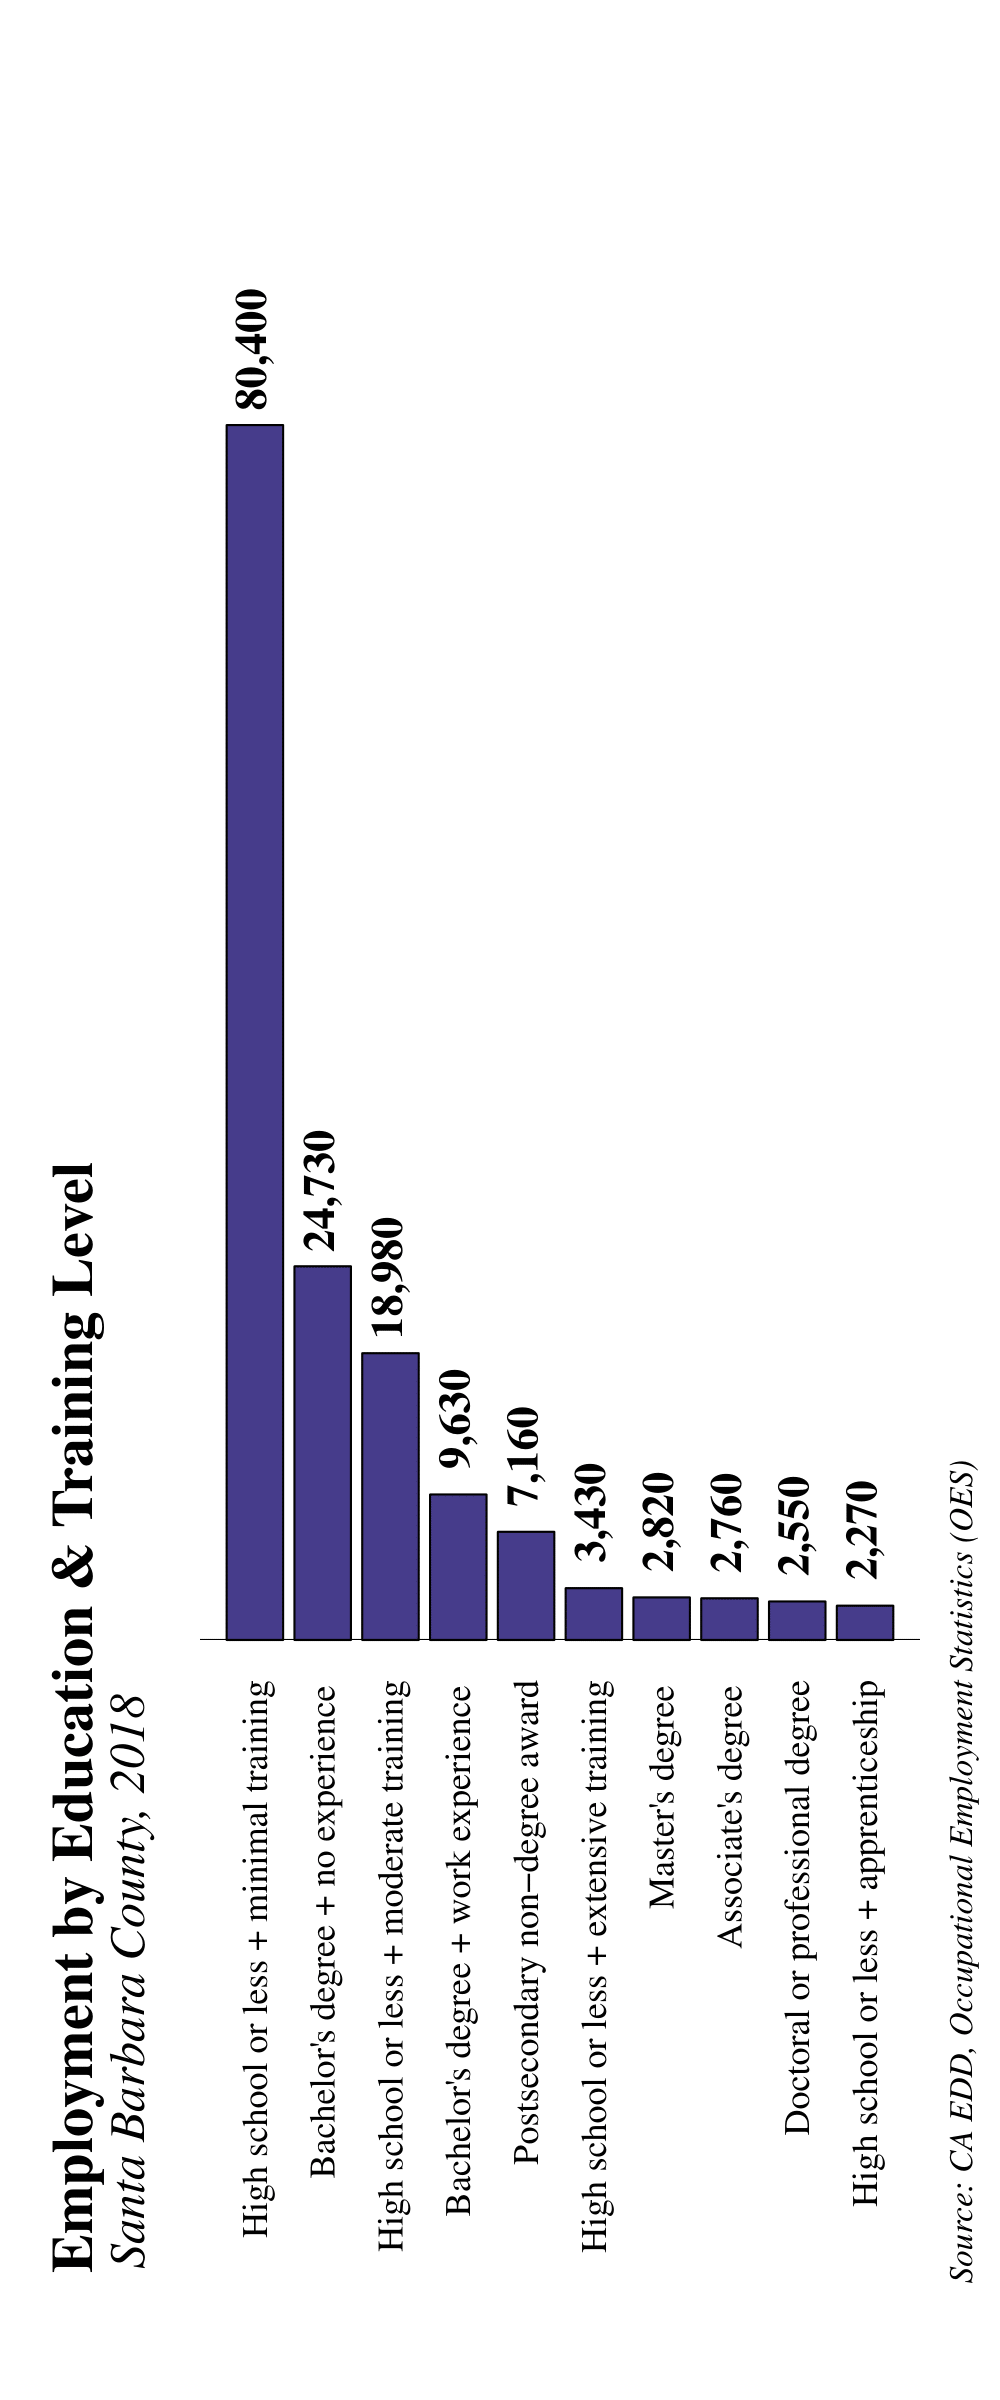 Employment by Education & Training Level
Santa Barbara County, 2018
High school or less + minimal training 80,400
Bachelor's degree + no experience 24,730
High school or less + moderate training 18,980
Bachelor's degree + work experience 9,630
Postsecondary non−degree award 7,160
High school or less + extensive training 3,430
Master's degree 2,820
Associate's degree 2,760
Doctoral or professional degree 2,550
High school or less + apprenticeship 2,270
Source: CA EDD, Occupational Employment Statistics (OES)